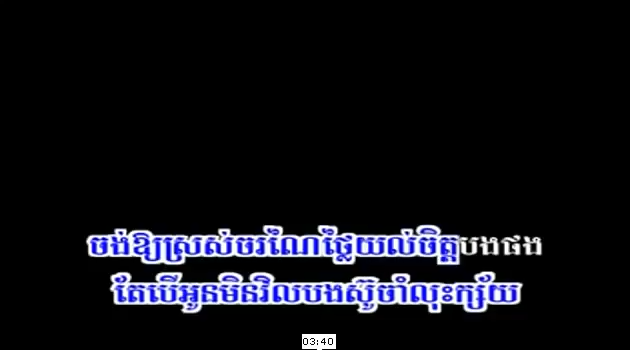 ចង់ឱ្យស្រស់ចរណៃថ្លៃយល់ចិត្តបងផង
តែបើអូនមិនវិលបងស៊ូចាំលុះក្ស័យ
03:40